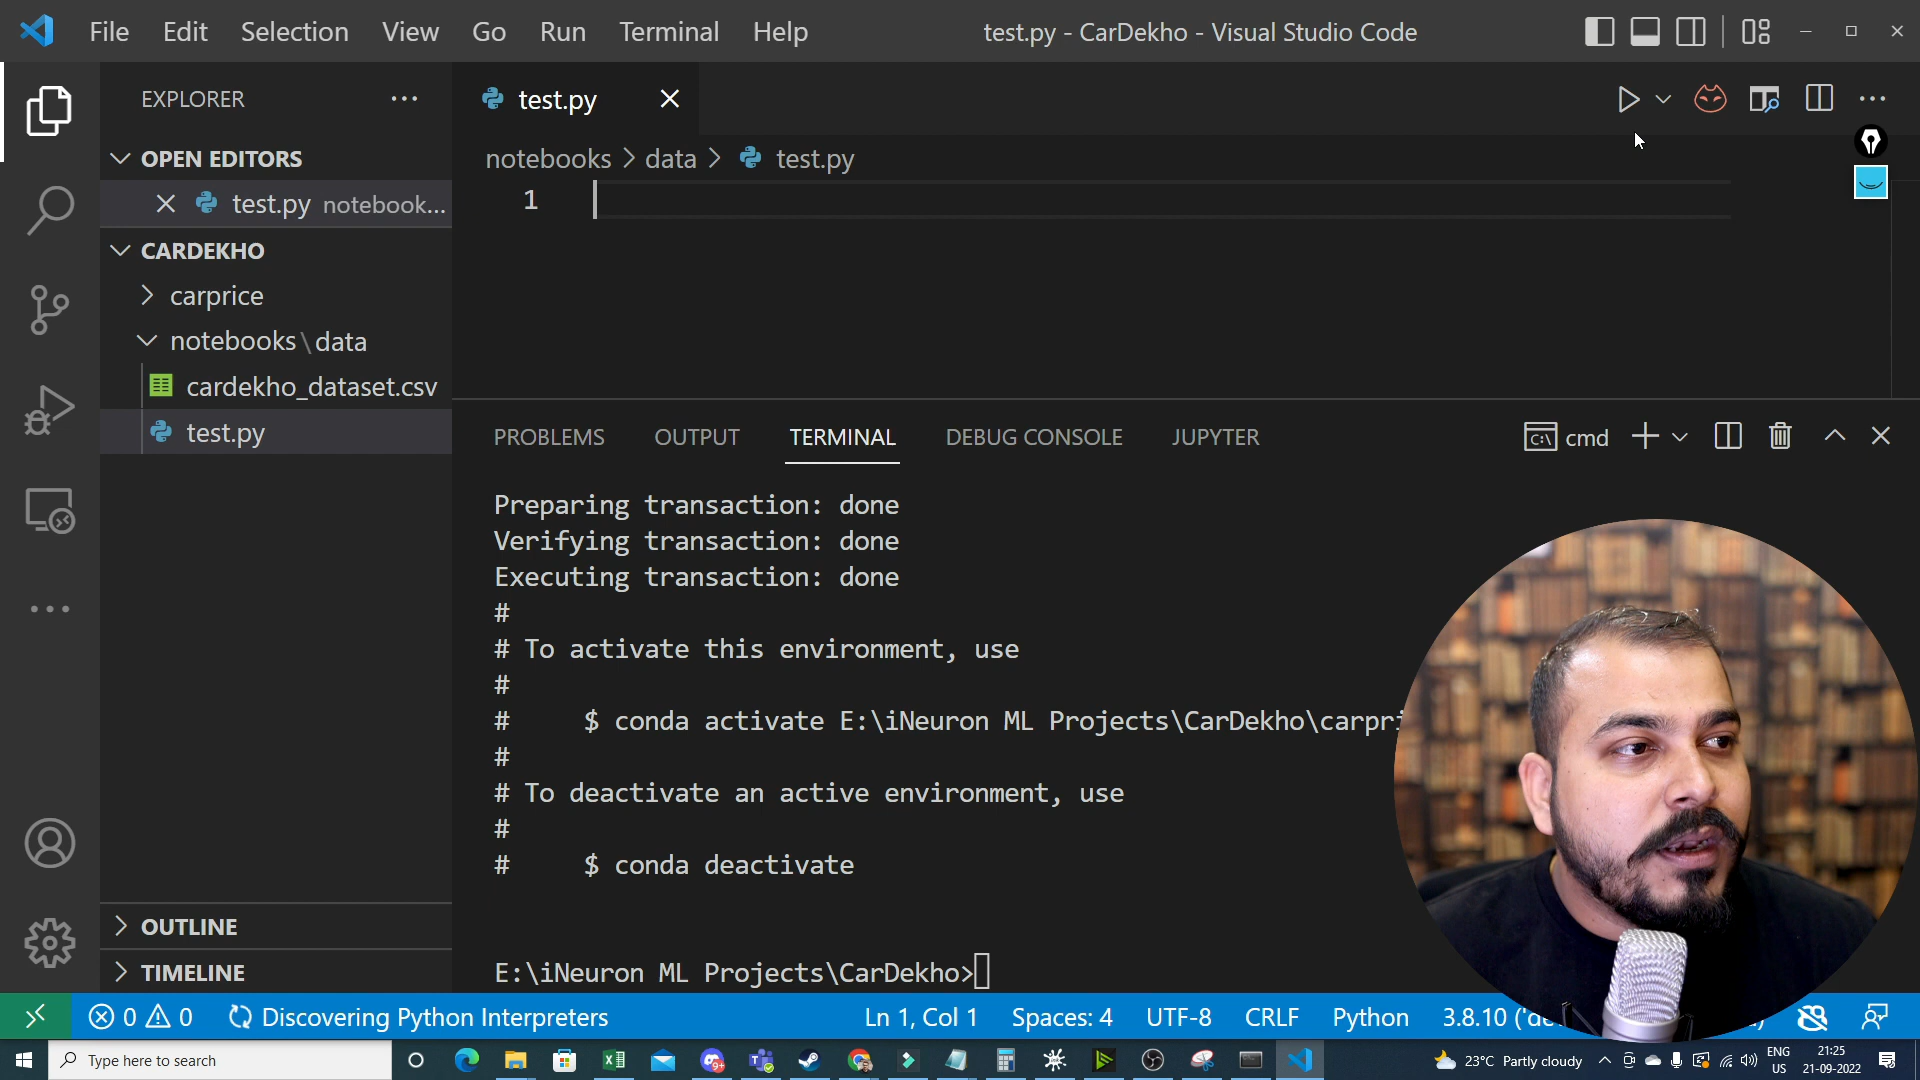 File Edit Selection View Go Run Terminal Help test.py - CarDekho - Visual Studio Code
EXPLORER
test.py
OPEN EDITORS
notebooks > data > test.py
test.py notebook...
1
CARDEKHO
carprice
notebooks\data
cardekho_dataset.csv
test.py
PROBLEMS OUTPUT TERMINAL DEBUG CONSOLE JUPYTER cmd
Preparing transaction: done
Verifying transaction: done
Executing transaction: done
#
# To activate this environment, use
#
# $ conda activate E:\iNeuron ML Projects\CarDekho\carpri
#
# To deactivate an active environment, use
#
# $ conda deactivate
E:\iNeuron ML Projects\CarDekho>
OUTLINE
TIMELINE
0 0 Discovering Python Interpreters Ln 1, Col 1 Spaces: 4 UTF-8 CRLF Python 3.8.10 ('de
Type here to search
23°C Partly cloudy
ENG
US
21:25
21-09-2022